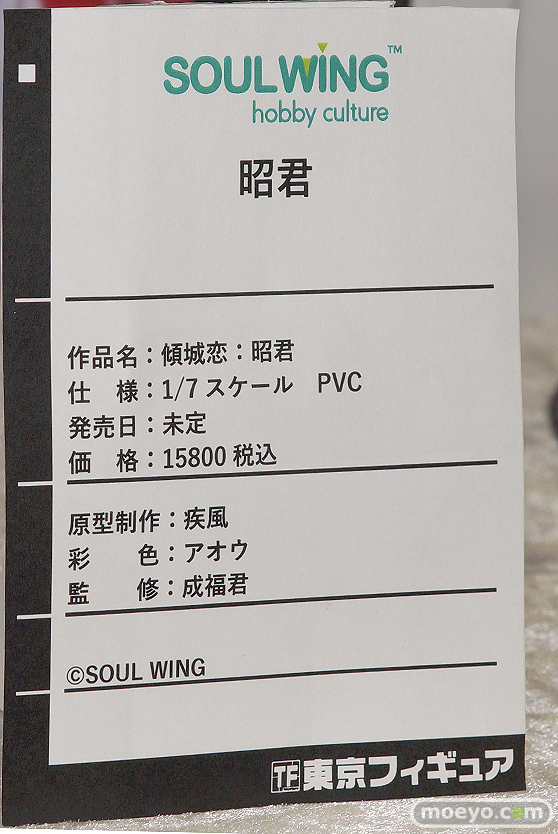 SOULWING™
hobby culture
昭君
作品名：傾城恋：昭君
仕　様：1/7スケール　PVC
発売日：未定
価　格：15800 税込
原型制作：疾風
彩　　色：アオウ
監　　修：成福君
©SOUL WING
TF東京フィギュア
moeyo.com